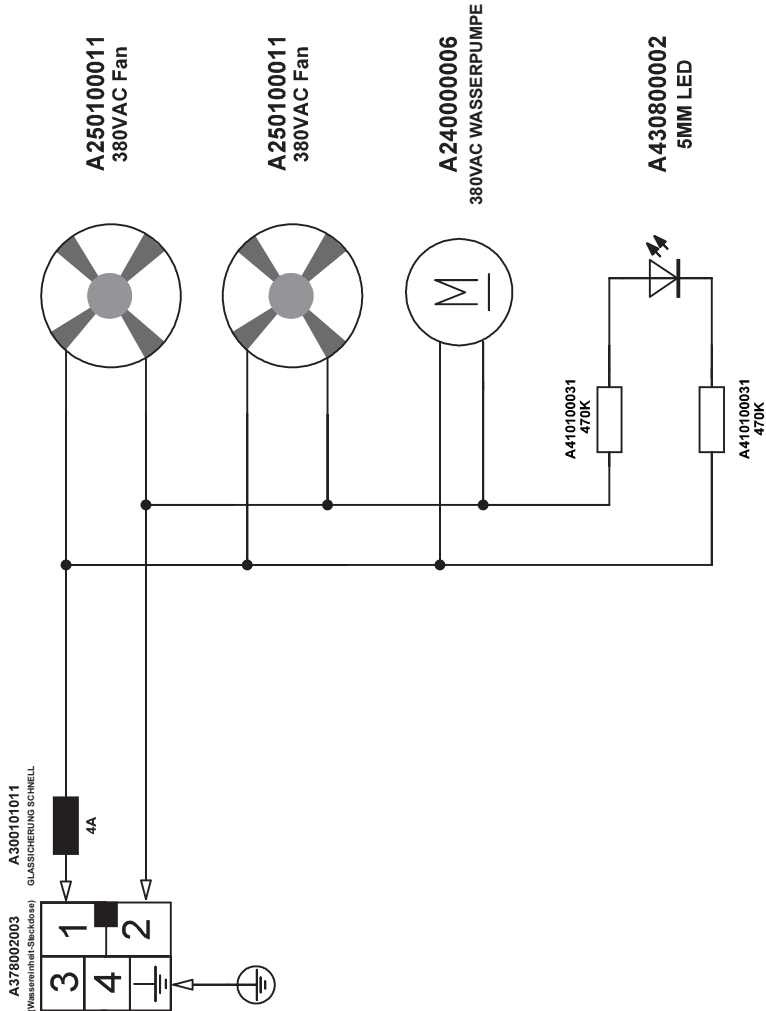 A250100011
380VAC Fan
A250100011
380VAC Fan
A240000006
380VAC WASSERPUMPE
A430800002
5MM LED
M
A410100031
470K
A410100031
470K
A300101011
GLASSICHERUNG SCHNELL
4A
A378002003
(Wassereinheit-Steckdose)
1
2
3
4